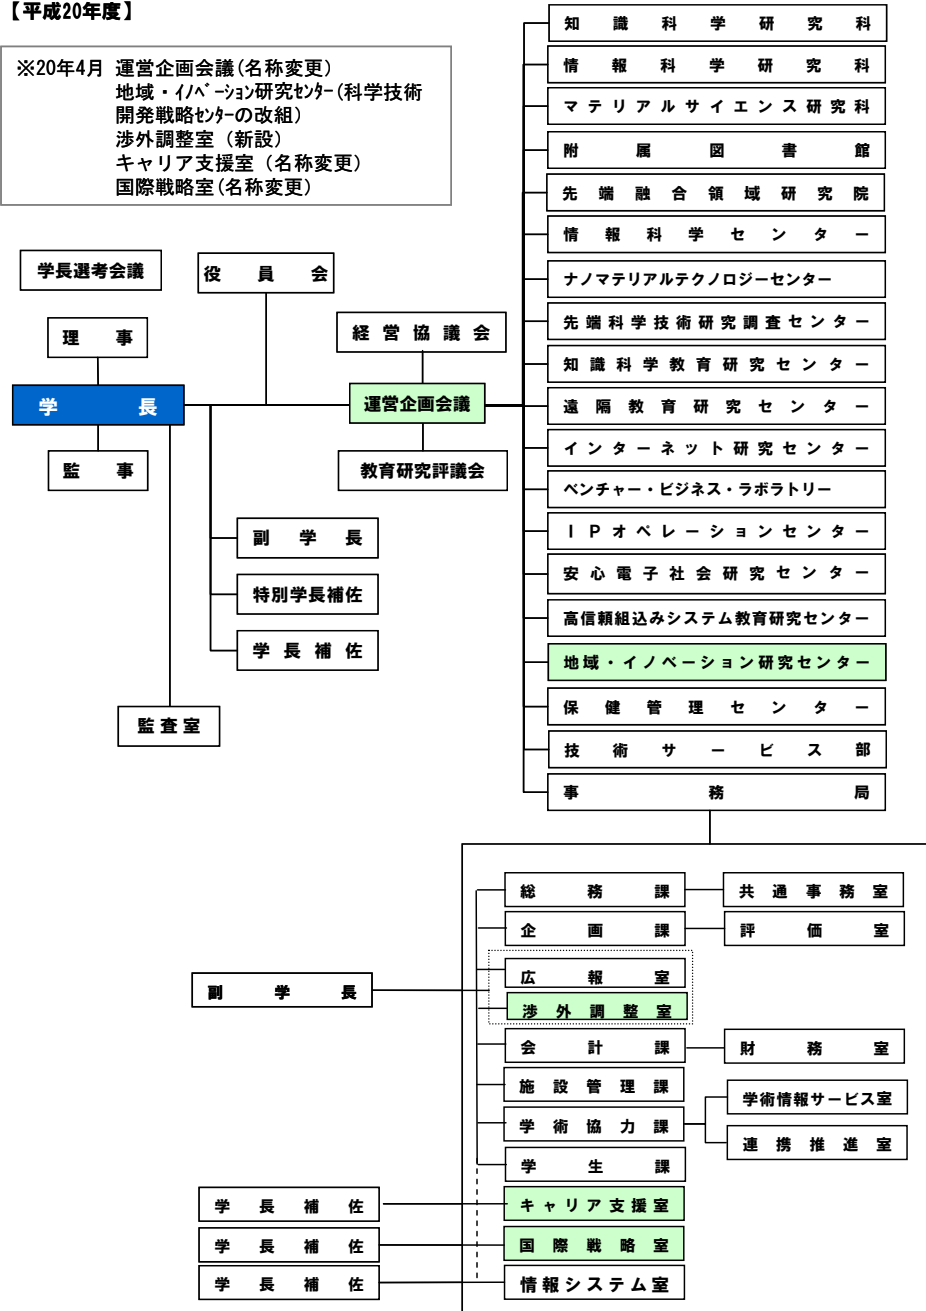 【平成20年度】
※20年4月 運営企画会議(名称変更)
地域・ｲﾉﾍﾞｰｼｮﾝ研究ｾﾝﾀｰ(科学技術
開発戦略ｾﾝﾀｰの改組)
渉外調整室（新設）
キャリア支援室（名称変更）
国際戦略室(名称変更）
学長選考会議
役員会
理事
経営協議会
学長
運営企画会議
監事
教育研究評議会
副学長
特別学長補佐
学長補佐
監査室
知識科学研究科
情報科学研究科
マテリアルサイエンス研究科
附属図書館
先端融合領域研究院
情報科学センター
ナノマテリアルテクノロジーセンター
先端科学技術研究調査センター
知識科学教育研究センター
遠隔教育研究センター
インターネット研究センター
ベンチャー・ビジネス・ラボラトリー
ＩＰオペレーションセンター
安心電子社会研究センター
高信頼組込みシステム教育研究センター
地域・イノベーション研究センター
保健管理センター
技術サービス部
事務局
総務課
共通事務室
企画課
評価室
広報室
副学長
渉外調整室
会計課
財務室
施設管理課
学術情報サービス室
学術協力課
連携推進室
学生課
学長補佐
キャリア支援室
学長補佐
国際戦略室
学長補佐
情報システム室